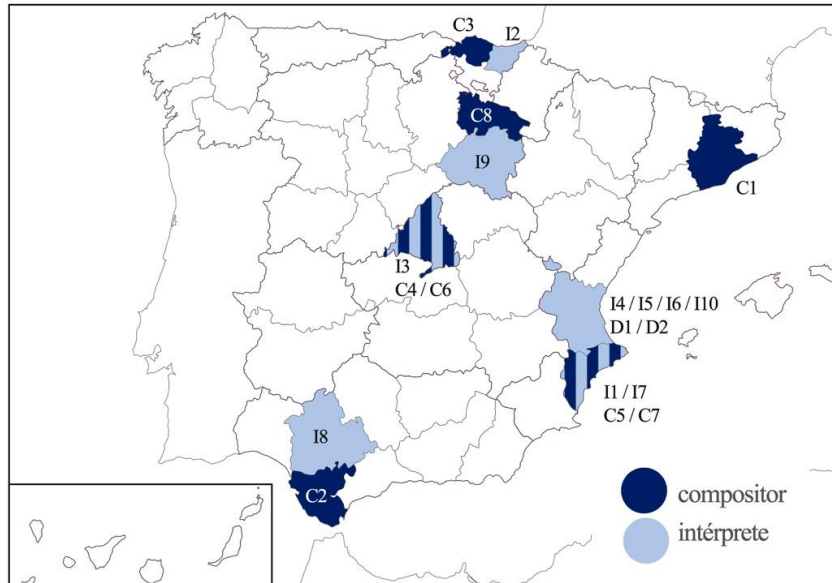 C3
I2
C8
I9
C1
I3
C4 / C6
I4 / I5 / I6 / I10
D1 / D2
I1 / I7
C5 / C7
I8
C2
compositor
intérprete